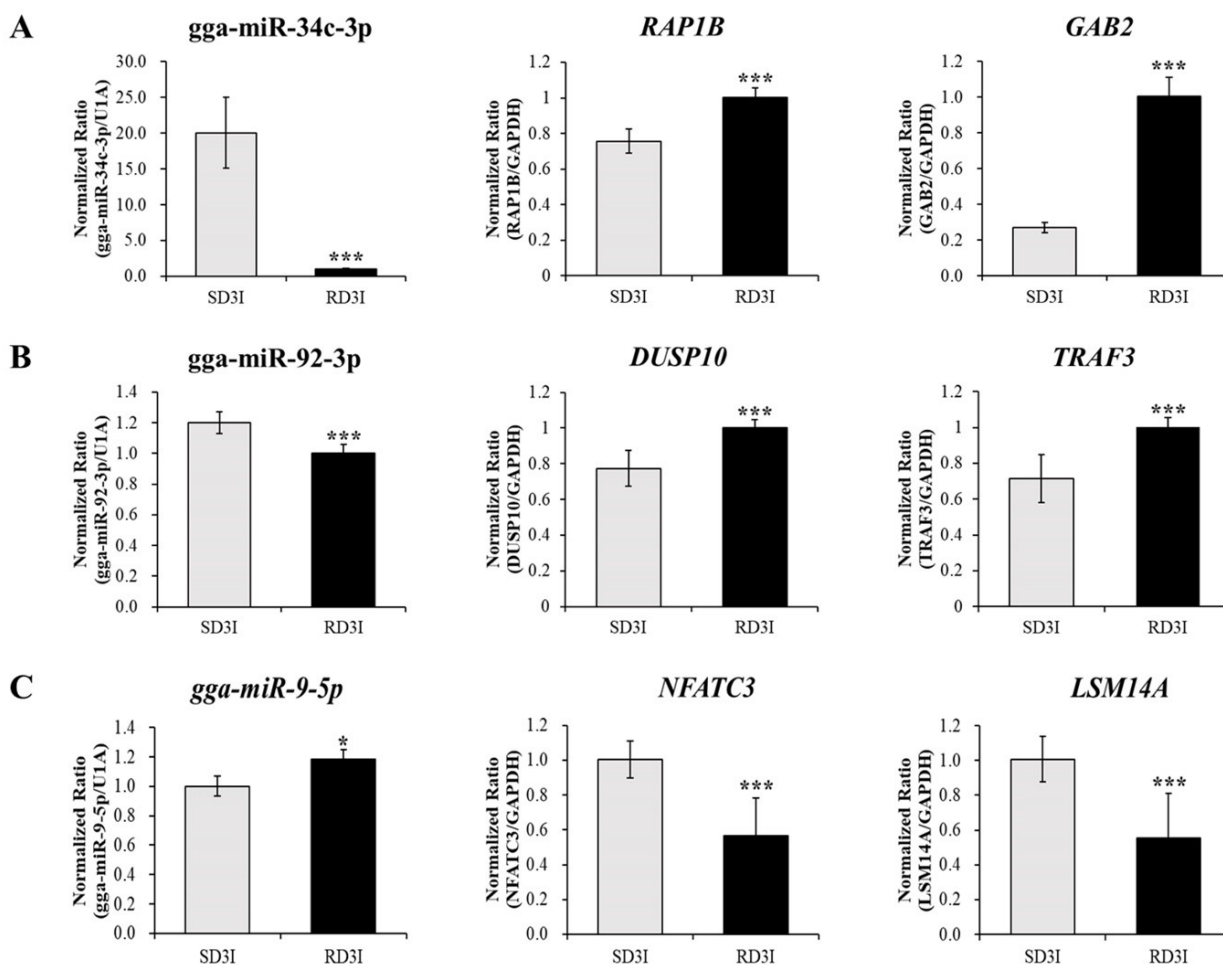 A
gga-miR-34c-3p
Normalized Ratio
(gga-miR-34c-3p/U1A)
30.0
25.0
20.0
15.0
10.0
5.0
0.0
***
SD3I RD3I
RAP1B
Normalized Ratio
(RAP1B/GAPDH)
1.2
1
0.8
0.6
0.4
0.2
0
***
SD3I RD3I
GAB2
Normalized Ratio
(GAB2/GAPDH)
1.2
1.0
0.8
0.6
0.4
0.2
0
***
SD3I RD3I
B
gga-miR-92-3p
Normalized Ratio
(gga-miR-92-3p/U1A)
1.4
1.2
1.0
0.8
0.6
0.4
0.2
0.0
***
SD3I RD3I
DUSP10
Normalized Ratio
(DUSP10/GAPDH)
1.2
1
0.8
0.6
0.4
0.2
0
***
SD3I RD3I
TRAF3
Normalized Ratio
(TRAF3/GAPDH)
1.2
1
0.8
0.6
0.4
0.2
0
***
SD3I RD3I
C
gga-miR-9-5p
Normalized Ratio
(gga-miR-9-5p/U1A)
1.4
1.2
1.0
0.8
0.6
0.4
0.2
0.0
*
SD3I RD3I
NFATC3
Normalized Ratio
(NFATC3/GAPDH)
1.2
1.0
0.8
0.6
0.4
0.2
0.0
***
SD3I RD3I
LSM14A
Normalized Ratio
(LSM14A/GAPDH)
1.2
1.0
0.8
0.6
0.4
0.2
0.0
***
SD3I RD3I